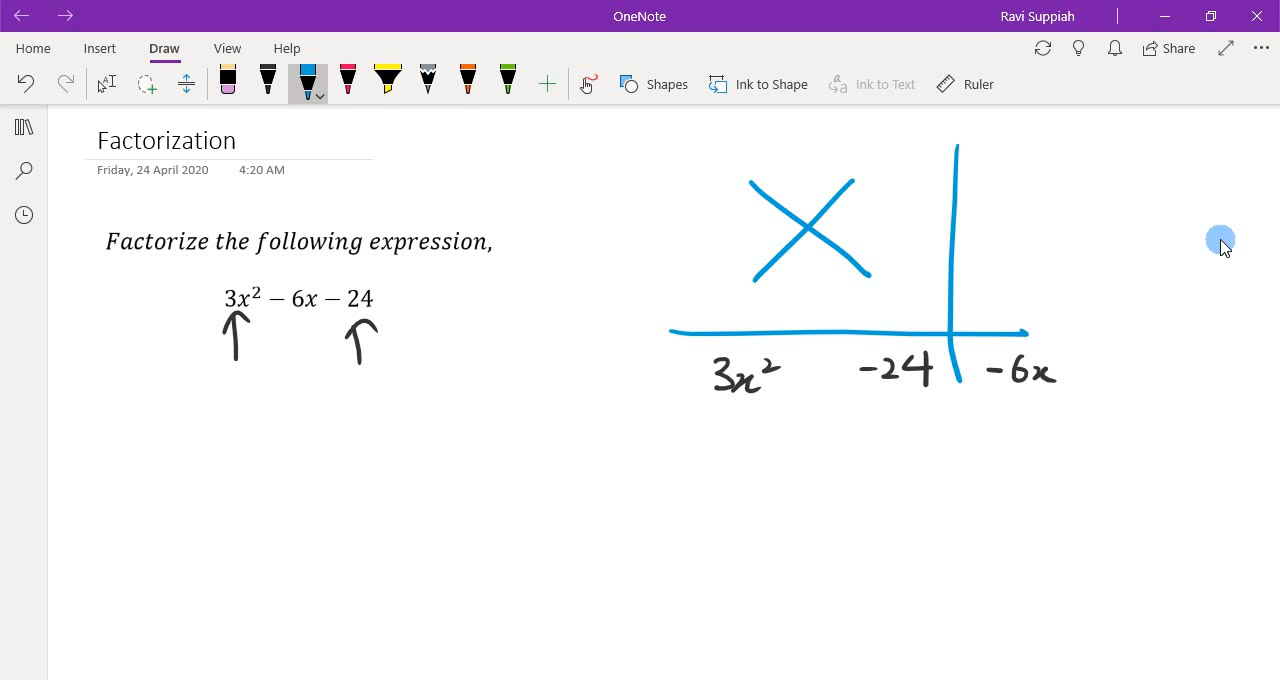 OneNote
Ravi Suppiah
Home Insert Draw View Help
Share
Shapes Ink to Shape Ink to Text Ruler
Factorization
Friday, 24 April 2020 4:20 AM
Factorize the following expression,
3x² − 6x − 24
3x² -24 -6x